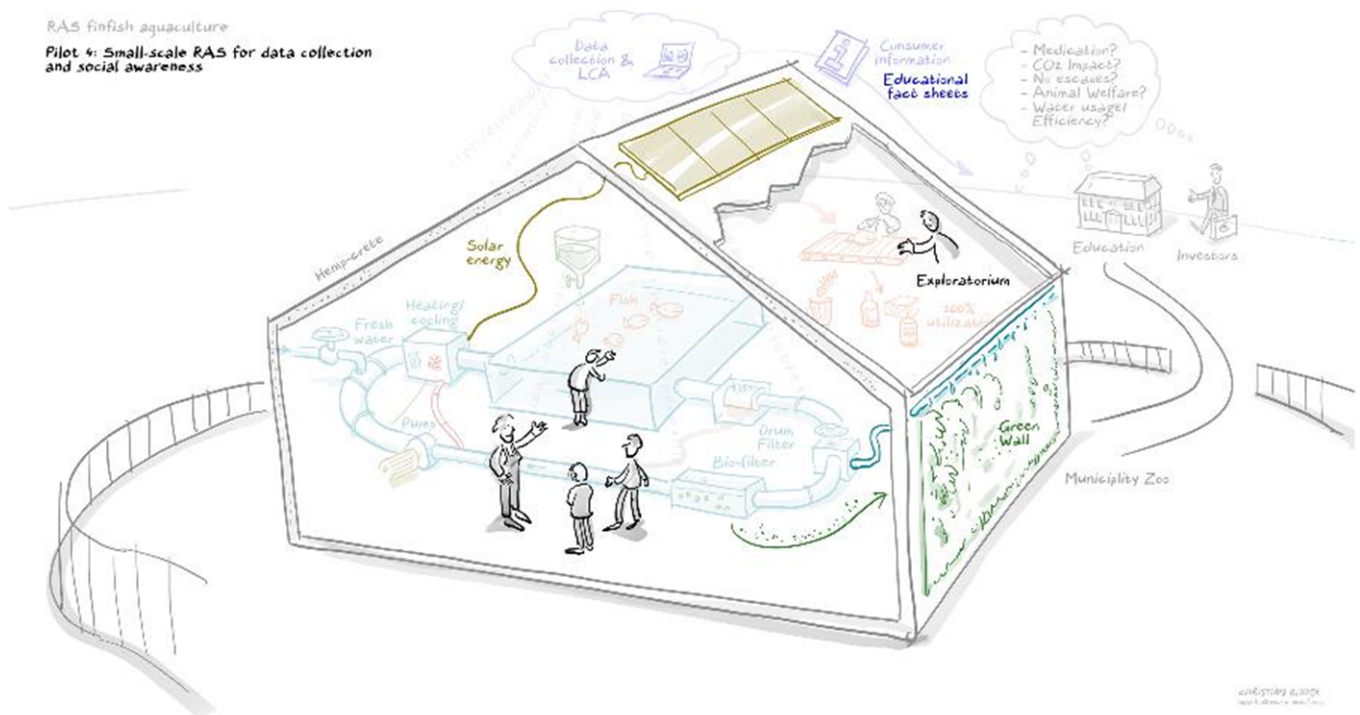 RAS finfish aquaculture
Pilot 4: Small-scale RAS for data collection
and social awareness
Data
collection &
LCA
Consumer
information
Educational
fact sheets
- Medication?
- CO2 Impact?
- No escapes?
- Animal Welfare?
- Water usage/
Efficiency?
Education
Investors
Hemp-crete
Solar
energy
Exploratorium
100%
Fish
Heating/
cooling
Fresh
water
Green
Wall
Pump
Drum
Filter
Bio-filter
Municiplity Zoo
CHRISTIAN